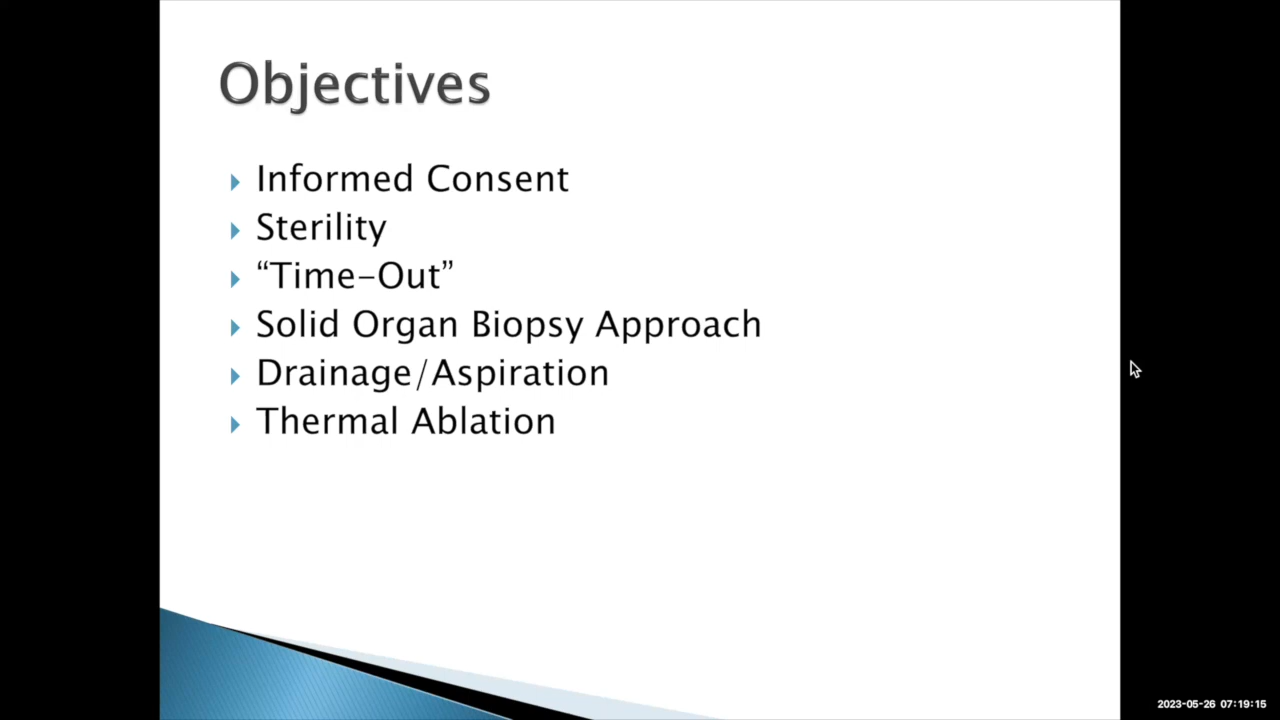 Objectives
Informed Consent
Sterility
“Time-Out”
Solid Organ Biopsy Approach
Drainage/Aspiration
Thermal Ablation
2023-05-26 07:19:15